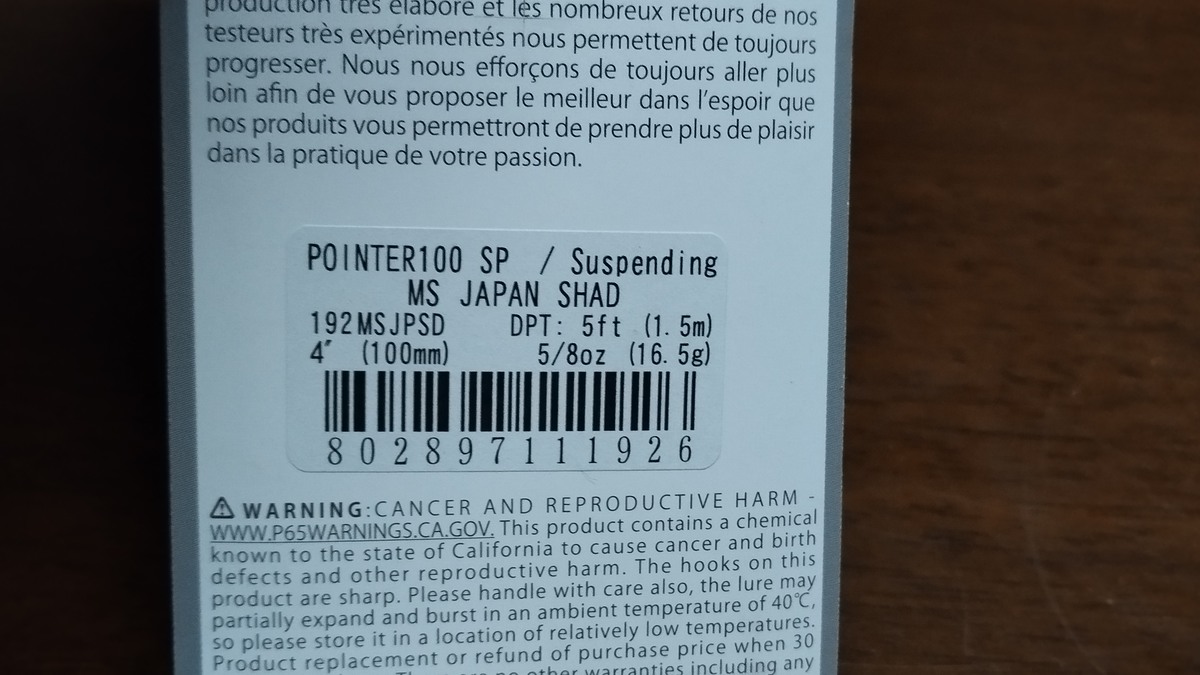 production très élaboré et les nombreux retours de nos
testeurs très expérimentés nous permettent de toujours
progresser. Nous nous efforçons de toujours aller plus
loin afin de vous proposer le meilleur dans l'espoir que
nos produits vous permettront de prendre plus de plaisir
dans la pratique de votre passion.
POINTER100 SP / Suspending
MS JAPAN SHAD
192MSJPSD DPT: 5ft (1.5m)
4" (100mm) 5/8oz (16.5g)
802897111926
⚠ WARNING:CANCER AND REPRODUCTIVE HARM -
WWW.P65WARNINGS.CA.GOV. This product contains a chemical
known to the state of California to cause cancer and birth
defects and other reproductive harm. The hooks on this
product are sharp. Please handle with care also, the lure may
partially expand and burst in an ambient temperature of 40℃,
so please store it in a location of relatively low temperatures.
Product replacement or refund of purchase price when 30
no other warranties including any